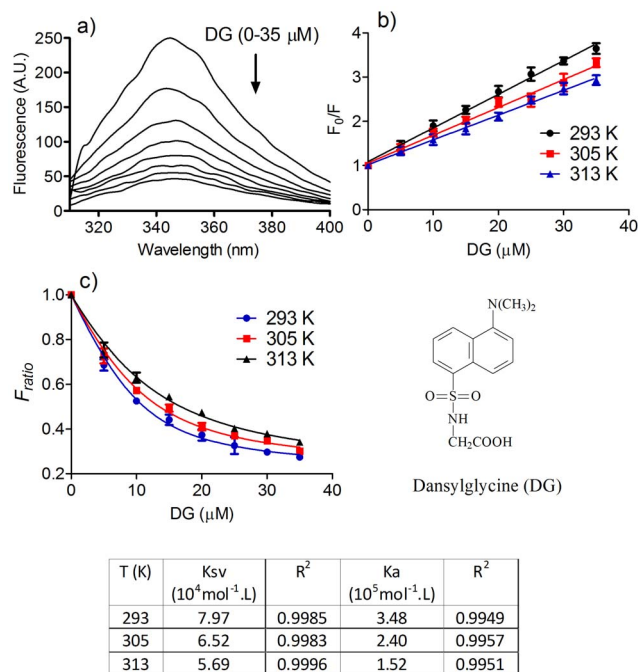 a)
DG (0-35 μM)
Fluorescence (A.U.)
250
200
150
100
50
0
320 340 360 380 400
Wavelength (nm)
b)
F0/F
4
3
2
1
0
293 K
305 K
313 K
0 10 20 30 40
DG (μM)
c)
Fratio
1.0
0.8
0.6
0.4
0.2
293 K
305 K
313 K
0 10 20 30 40
DG (μM)
N(CH3)2
O=S=O
NH
CH2COOH
Dansylglycine (DG)
T (K) Ksv (10⁴mol⁻¹.L) R² Ka (10⁵mol⁻¹.L) R²
293 7.97 0.9985 3.48 0.9949
305 6.52 0.9983 2.40 0.9957
313 5.69 0.9996 1.52 0.9951